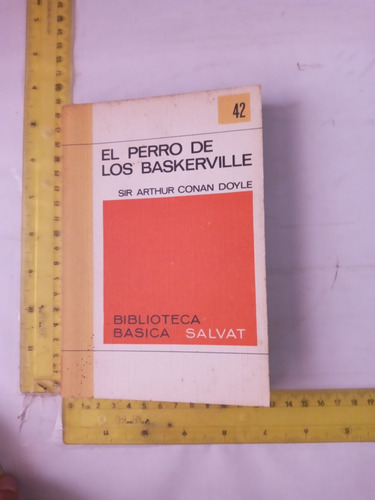 42
EL PERRO DE
LOS BASKERVILLE
SIR ARTHUR CONAN DOYLE
BIBLIOTECA
BASICA SALVAT